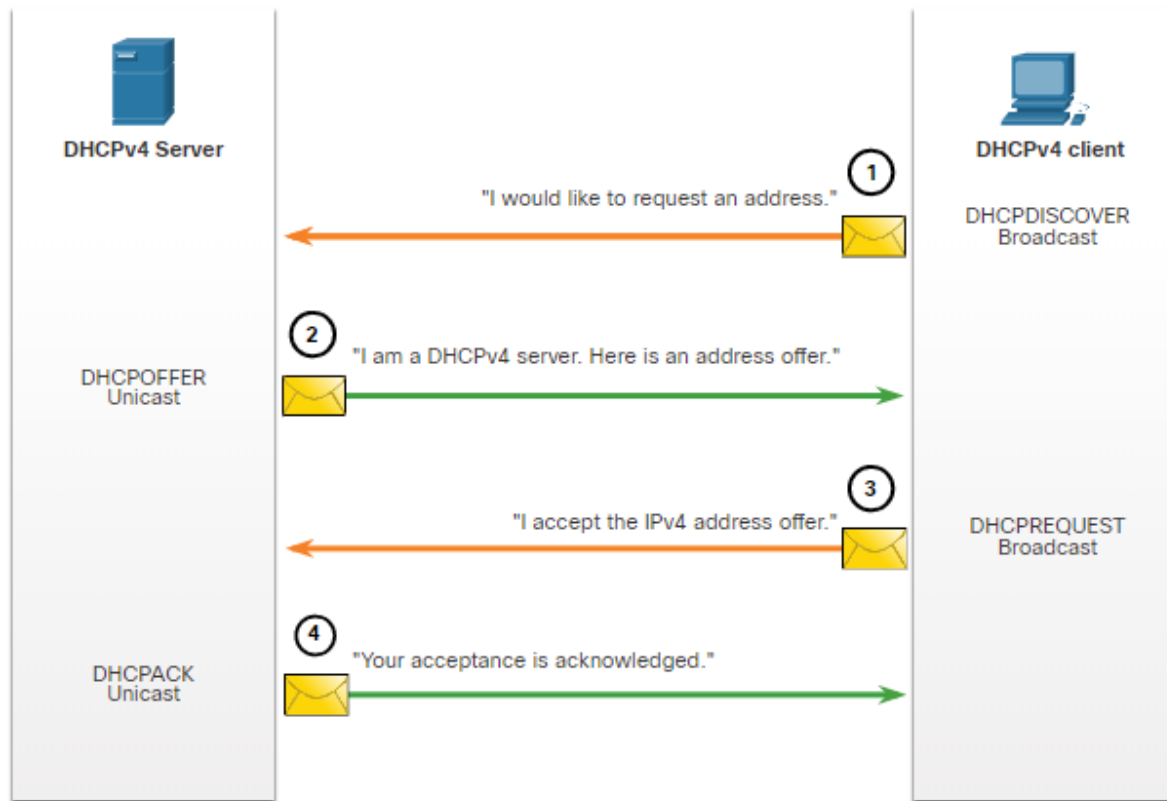 DHCPv4 Server
DHCPv4 client
1
"I would like to request an address."
DHCPDISCOVER
Broadcast
2
"I am a DHCPv4 server. Here is an address offer."
DHCPOFFER
Unicast
3
"I accept the IPv4 address offer."
DHCPREQUEST
Broadcast
4
"Your acceptance is acknowledged."
DHCPACK
Unicast